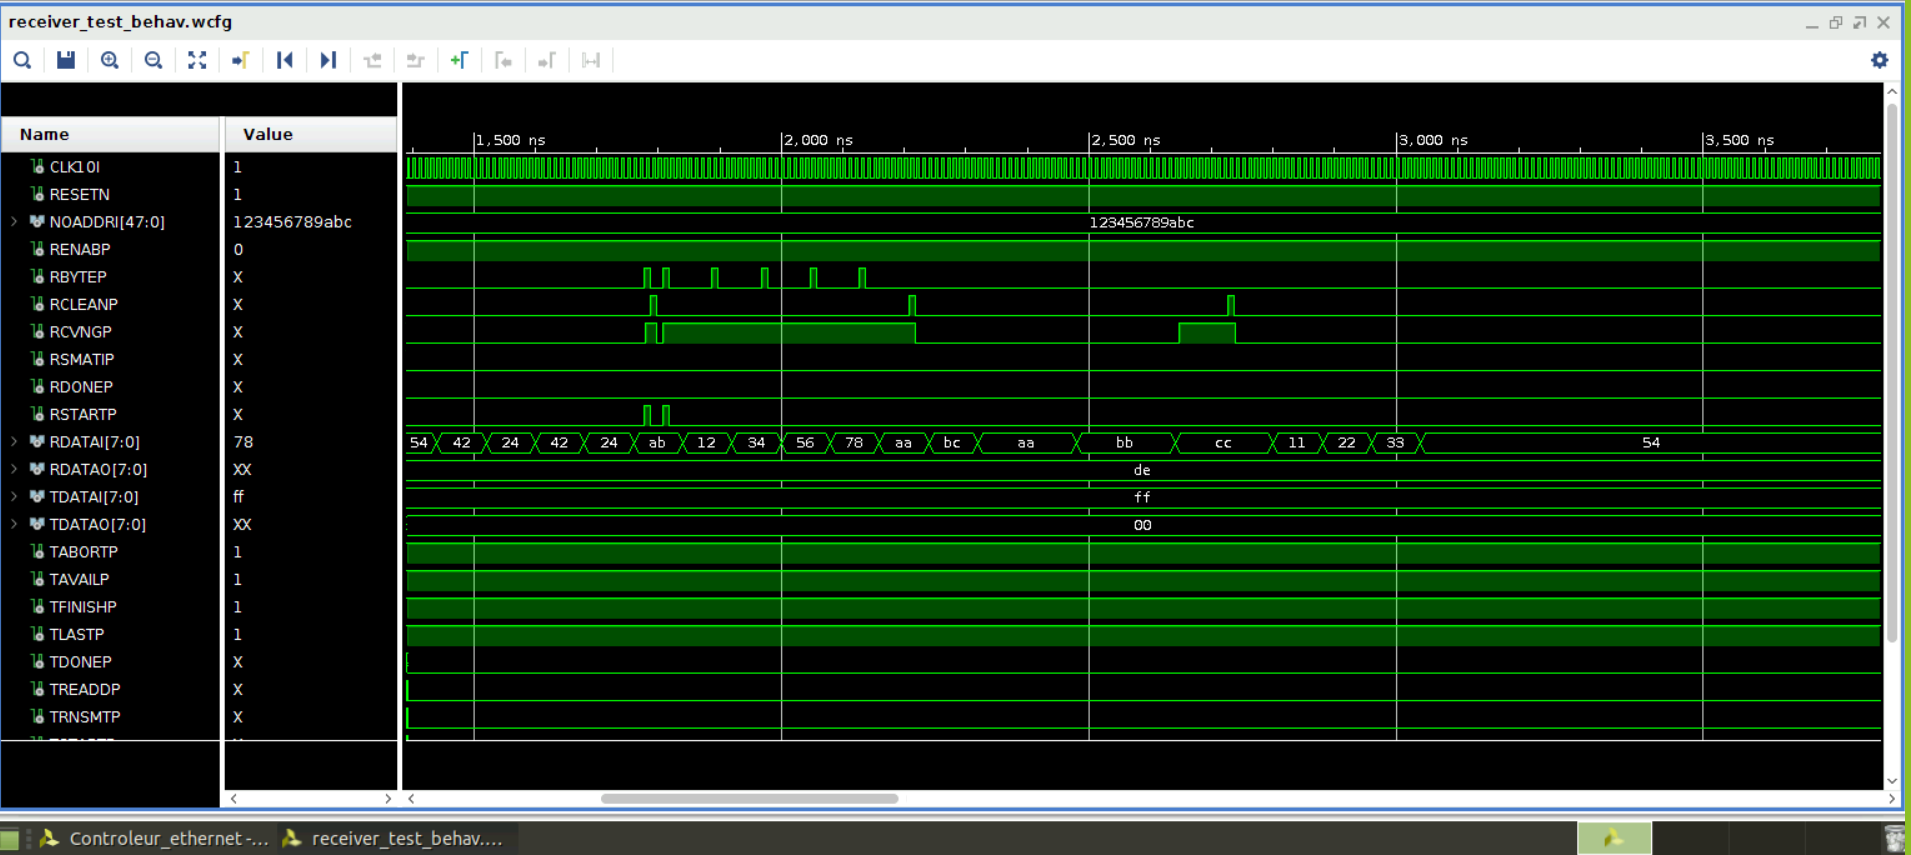 receiver_test_behav.wcfg
Name Value
1,500 ns 2,000 ns 2,500 ns 3,000 ns 3,500 ns
CLK10I 1
RESETN 1
NOADDRI[47:0] 123456789abc 123456789abc
RENABP 0
RBYTEP X
RCLEANP X
RCVNGP X
RSMATIP X
RDONEP X
RSTARTP X
RDATAI[7:0] 78 54 42 24 42 24 ab 12 34 56 78 aa bc aa bb cc 11 22 33 54
RDATAO[7:0] XX de
TDATAI[7:0] ff ff
TDATAO[7:0] XX 00
TABORTP 1
TAVAILP 1
TFINISHP 1
TLASTP 1
TDONEP X
TREADDP X
TRNSMTP X
Controleur_ethernet -... receiver_test_behav....